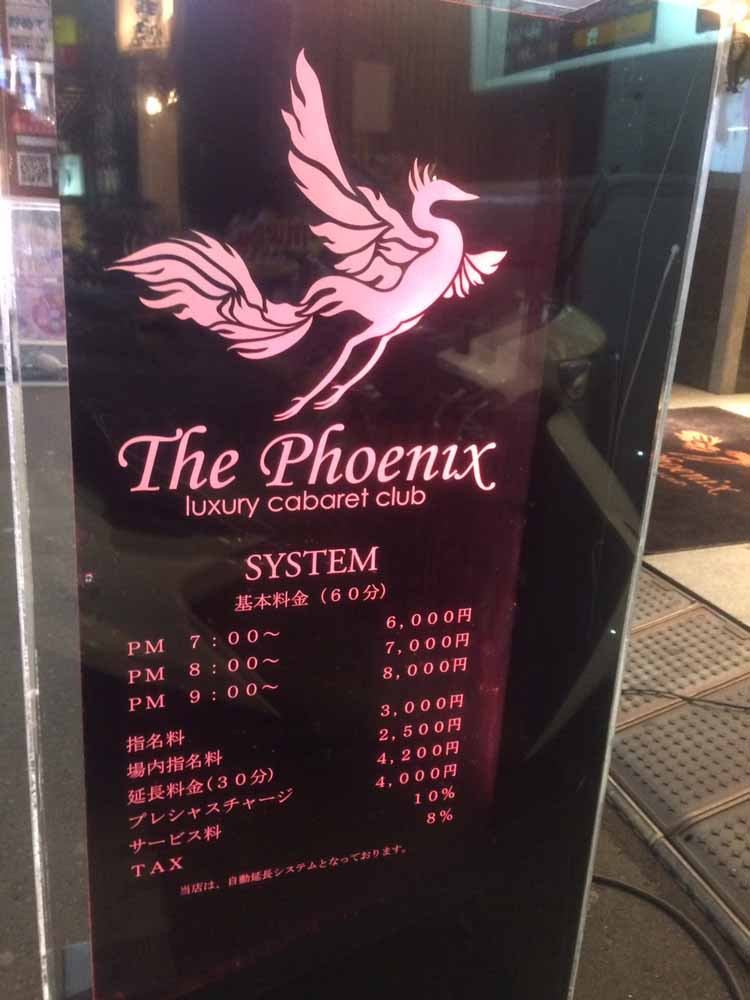 The Phoenix
luxury cabaret club
SYSTEM
基本料金（６０分）
ＰＭ　７：００～　６,０００円
ＰＭ　８：００～　７,０００円
ＰＭ　９：００～　８,０００円
指名料　３,０００円
場内指名料　２,５００円
延長料金(３０分)　４,２００円
プレシャスチャージ　４,０００円
サービス料　１０％
ＴＡＸ　８％
当店は、自動延長システムとなっております。
Phoenix